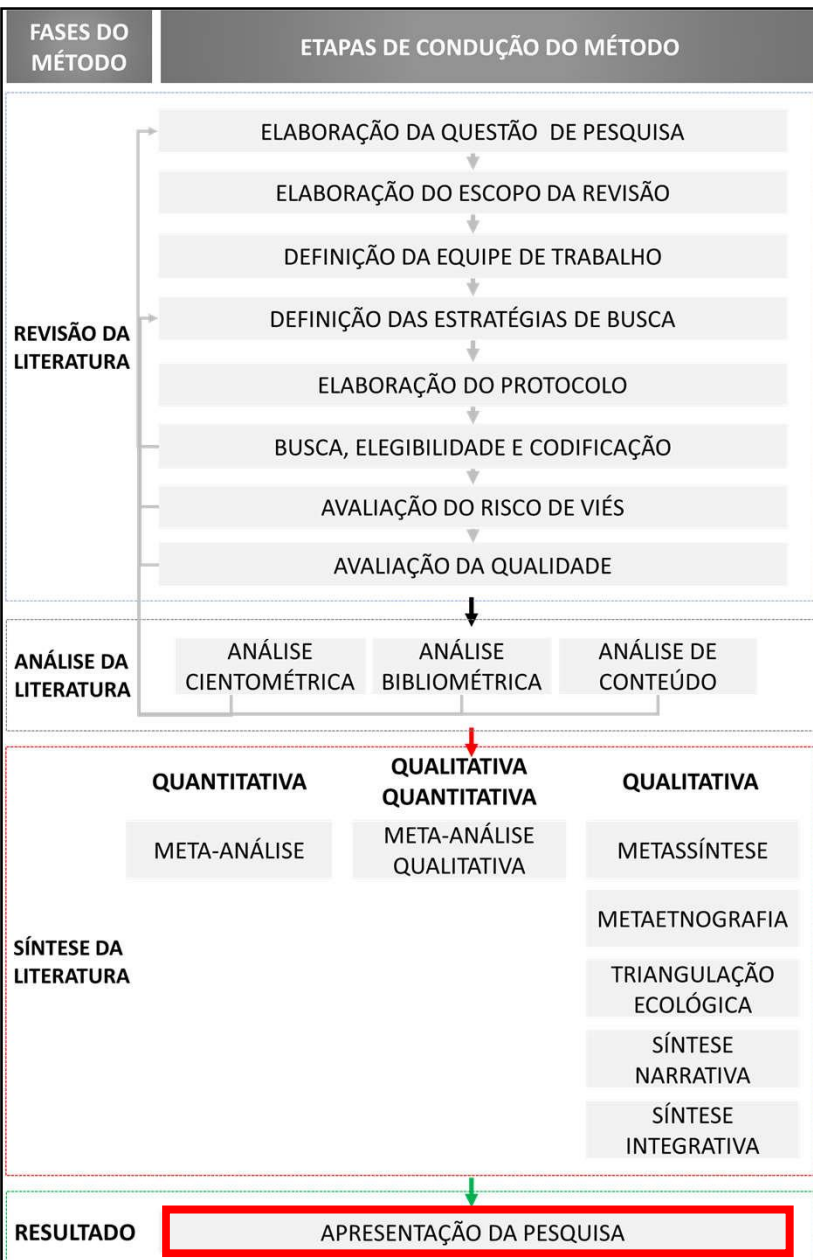 FASES DO
MÉTODO
ETAPAS DE CONDUÇÃO DO MÉTODO
REVISÃO DA
LITERATURA
ELABORAÇÃO DA QUESTÃO DE PESQUISA
ELABORAÇÃO DO ESCOPO DA REVISÃO
DEFINIÇÃO DA EQUIPE DE TRABALHO
DEFINIÇÃO DAS ESTRATÉGIAS DE BUSCA
ELABORAÇÃO DO PROTOCOLO
BUSCA, ELEGIBILIDADE E CODIFICAÇÃO
AVALIAÇÃO DO RISCO DE VIÉS
AVALIAÇÃO DA QUALIDADE
ANÁLISE DA
LITERATURA
ANÁLISE
CIENTOMÉTRICA
ANÁLISE
BIBLIOMÉTRICA
ANÁLISE DE
CONTEÚDO
SÍNTESE DA
LITERATURA
QUANTITATIVA
META-ANÁLISE
QUALITATIVA
QUANTITATIVA
META-ANÁLISE
QUALITATIVA
QUALITATIVA
METASSÍNTESE
METAETNOGRAFIA
TRIANGULAÇÃO
ECOLÓGICA
SÍNTESE
NARRATIVA
SÍNTESE
INTEGRATIVA
RESULTADO
APRESENTAÇÃO DA PESQUISA